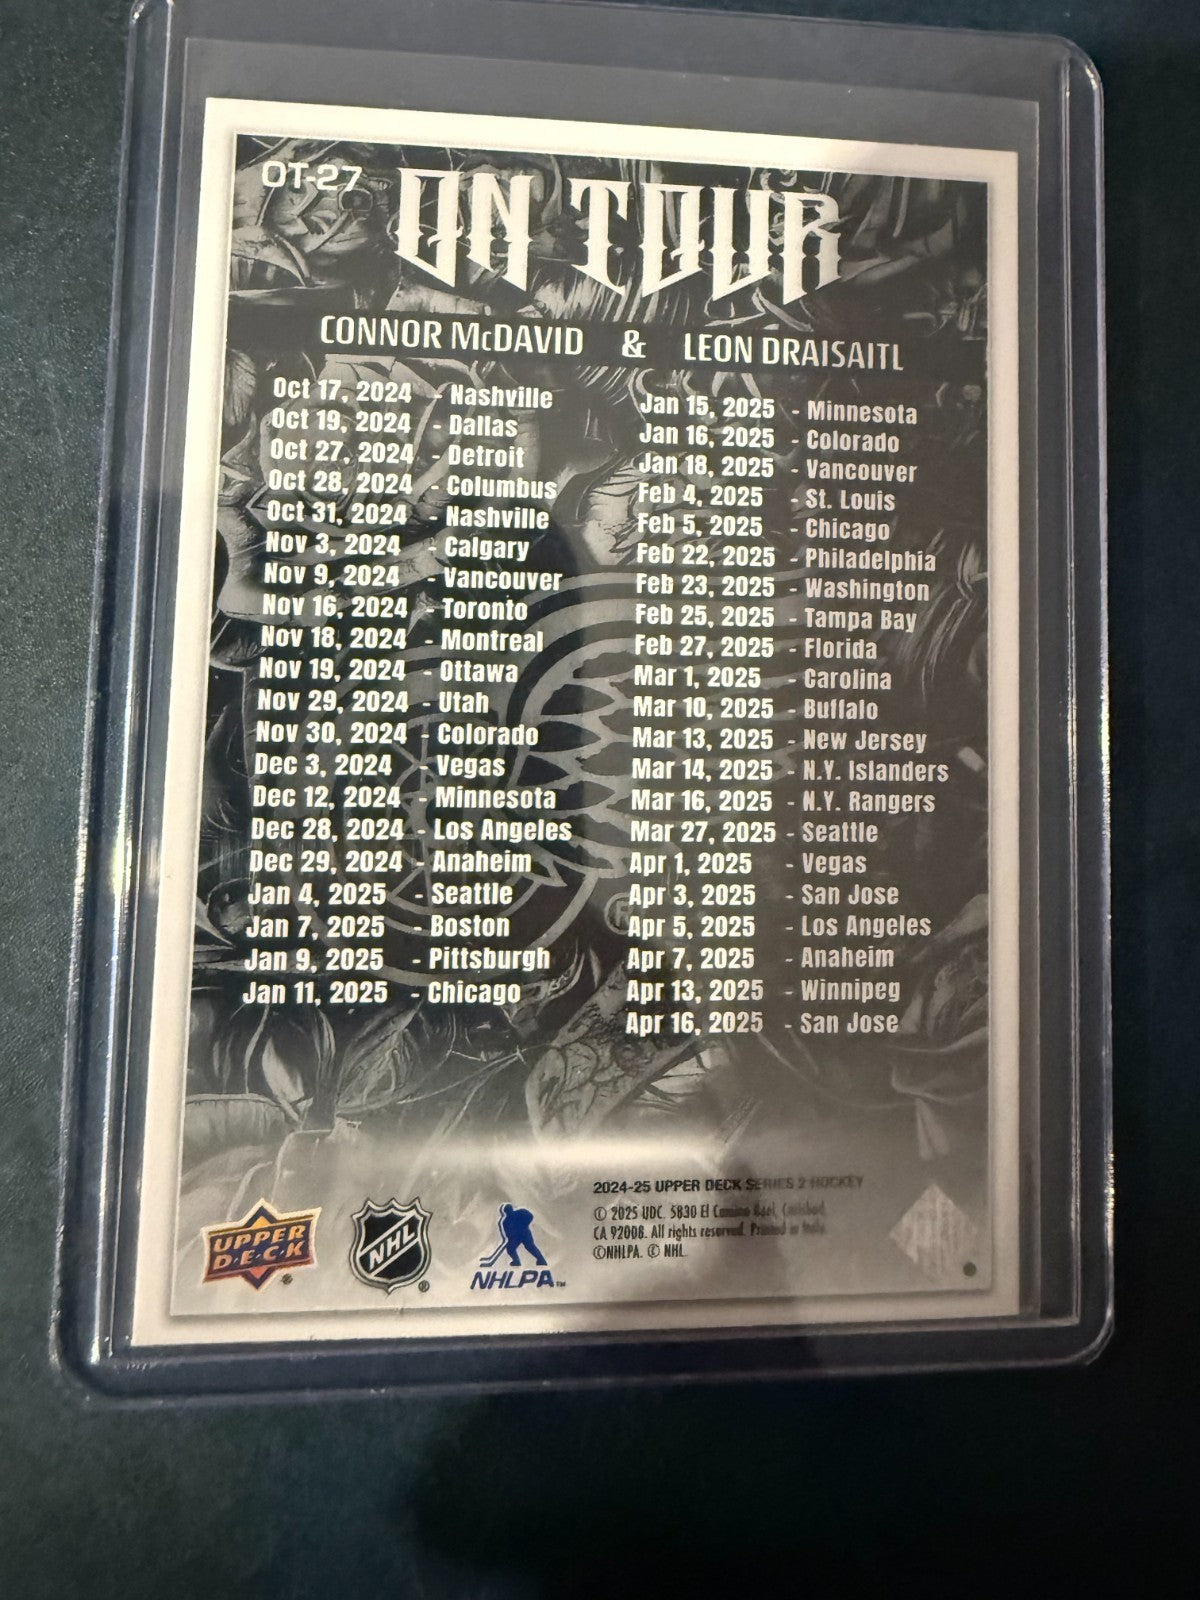 OT-27
ON TOUR
CONNOR McDAVID & LEON DRAISAITL
Oct 17, 2024 - Nashville
Oct 19, 2024 - Dallas
Oct 27, 2024 - Detroit
Oct 28, 2024 - Columbus
Oct 31, 2024 - Nashville
Nov 3, 2024 - Calgary
Nov 9, 2024 - Vancouver
Nov 16, 2024 - Toronto
Nov 18, 2024 - Montreal
Nov 19, 2024 - Ottawa
Nov 29, 2024 - Utah
Nov 30, 2024 - Colorado
Dec 3, 2024 - Vegas
Dec 12, 2024 - Minnesota
Dec 28, 2024 - Los Angeles
Dec 29, 2024 - Anaheim
Jan 4, 2025 - Seattle
Jan 7, 2025 - Boston
Jan 9, 2025 - Pittsburgh
Jan 11, 2025 - Chicago
Jan 15, 2025 - Minnesota
Jan 16, 2025 - Colorado
Jan 18, 2025 - Vancouver
Feb 4, 2025 - St. Louis
Feb 5, 2025 - Chicago
Feb 22, 2025 - Philadelphia
Feb 23, 2025 - Washington
Feb 25, 2025 - Tampa Bay
Feb 27, 2025 - Florida
Mar 1, 2025 - Carolina
Mar 10, 2025 - Buffalo
Mar 13, 2025 - New Jersey
Mar 14, 2025 - N.Y. Islanders
Mar 16, 2025 - N.Y. Rangers
Mar 27, 2025 - Seattle
Apr 1, 2025 - Vegas
Apr 3, 2025 - San Jose
Apr 5, 2025 - Los Angeles
Apr 7, 2025 - Anaheim
Apr 13, 2025 - Winnipeg
Apr 16, 2025 - San Jose
®
UPPER
DECK
®
NHL
®
NHLPA™
2024-25 UPPER DECK SERIES 2 HOCKEY
© 2025 UDC. 5830 El Camino Real, Carlsbad,
CA 92008. All rights reserved. Printed in Italy.
©NHLPA. © NHL.